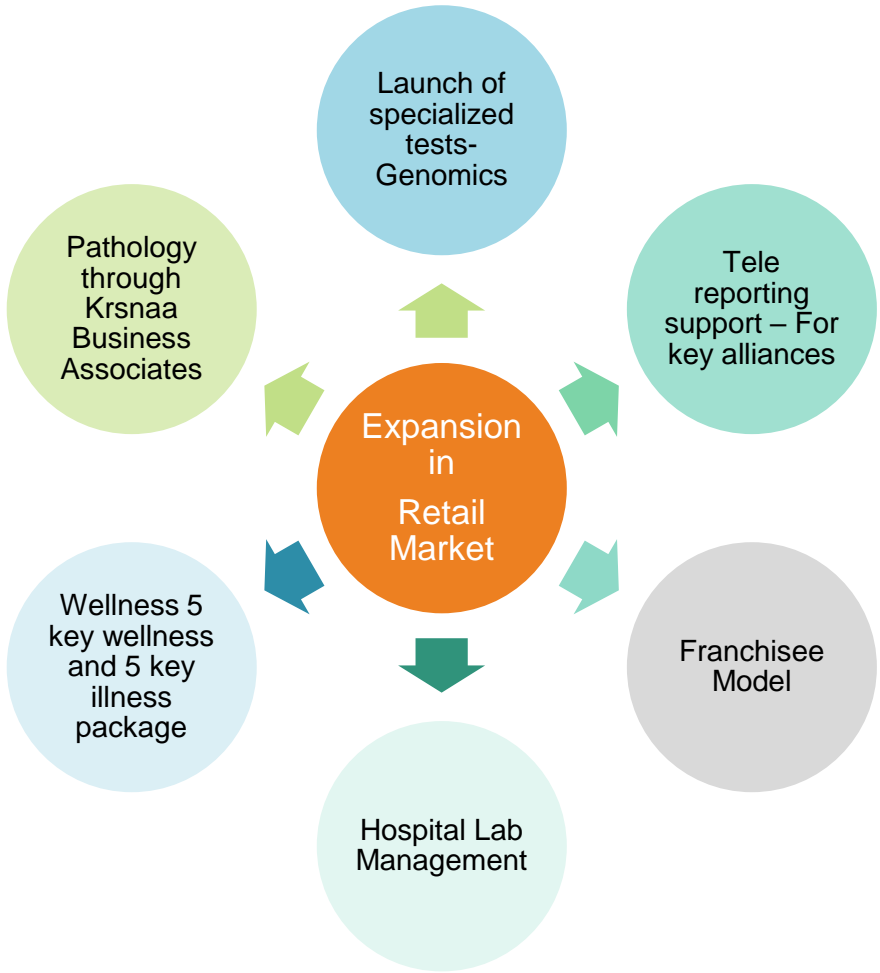 Launch of
specialized
tests-
Genomics
Tele
reporting
support – For
key alliances
Franchisee
Model
Hospital Lab
Management
Wellness 5
key wellness
and 5 key
illness
package
Pathology
through
Krsnaa
Business
Associates
Expansion
in
Retail
Market